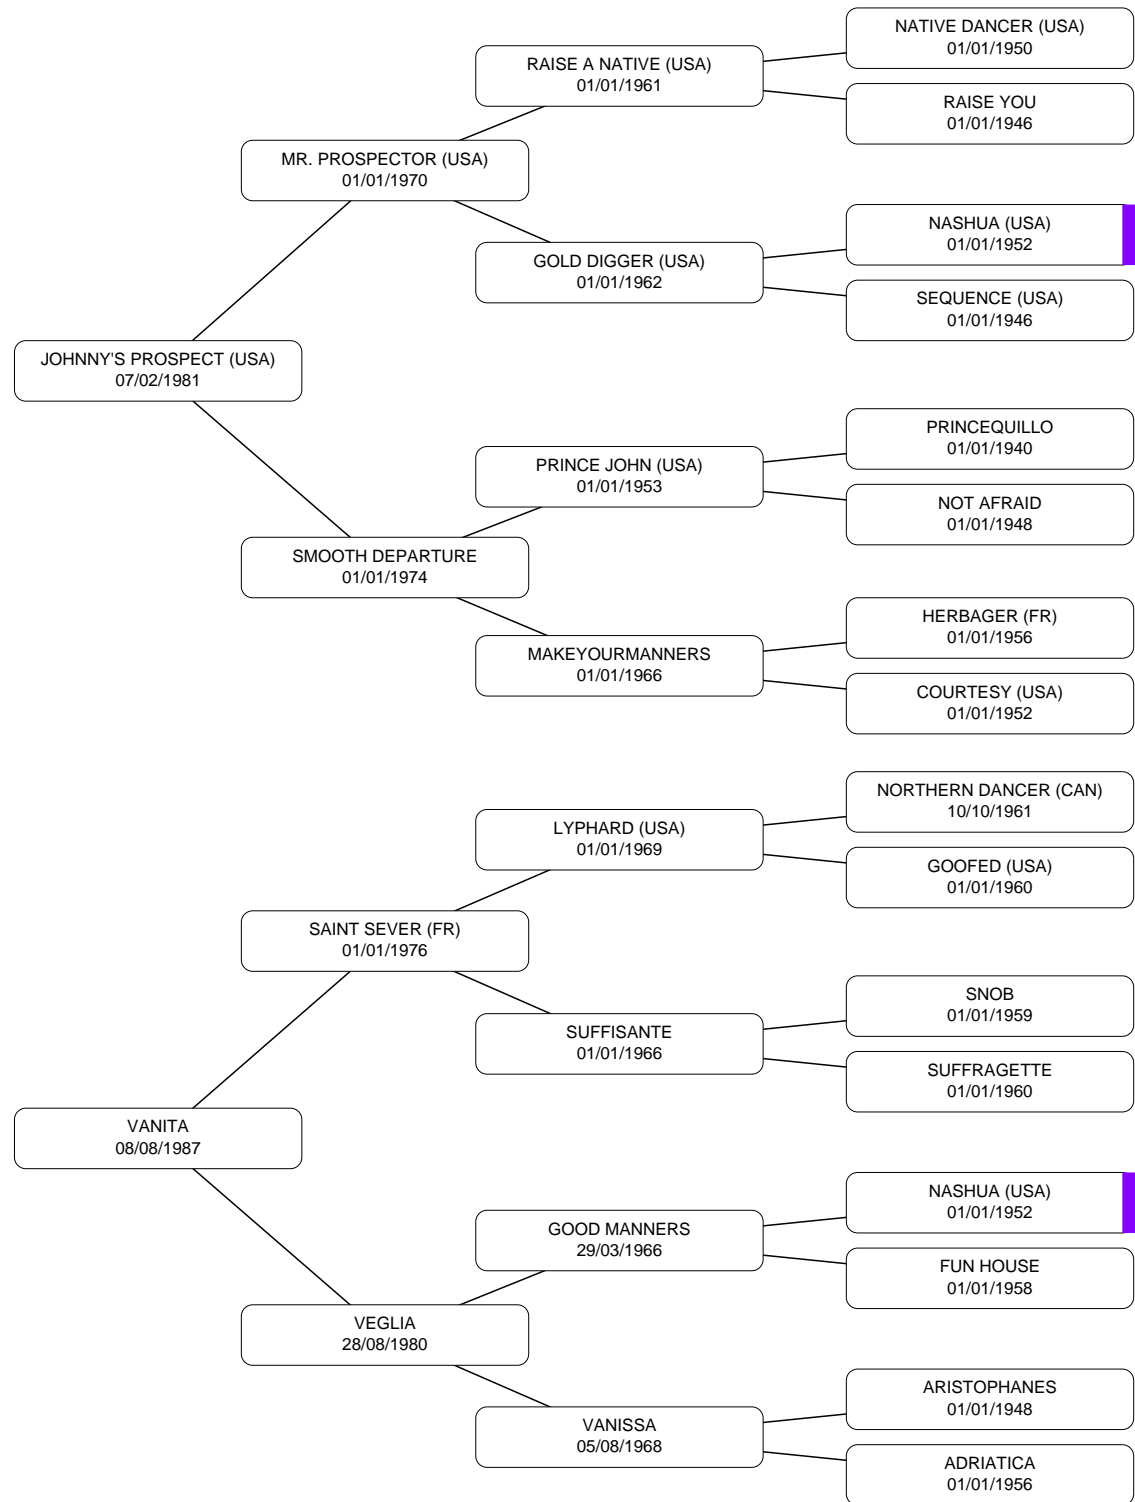 NATIVE DANCER (USA)
01/01/1950
RAISE A NATIVE (USA)
01/01/1961
RAISE YOU
01/01/1946
MR. PROSPECTOR (USA)
01/01/1970
NASHUA (USA)
01/01/1952
GOLD DIGGER (USA)
01/01/1962
SEQUENCE (USA)
01/01/1946
JOHNNY'S PROSPECT (USA)
07/02/1981
PRINCEQUILLO
01/01/1940
PRINCE JOHN (USA)
01/01/1953
NOT AFRAID
01/01/1948
SMOOTH DEPARTURE
01/01/1974
HERBAGER (FR)
01/01/1956
MAKEYOURMANNERS
01/01/1966
COURTESY (USA)
01/01/1952
NORTHERN DANCER (CAN)
10/10/1961
LYPHARD (USA)
01/01/1969
GOOFED (USA)
01/01/1960
SAINT SEVER (FR)
01/01/1976
SNOB
01/01/1959
SUFFISANTE
01/01/1966
SUFFRAGETTE
01/01/1960
VANITA
08/08/1987
NASHUA (USA)
01/01/1952
GOOD MANNERS
29/03/1966
FUN HOUSE
01/01/1958
VEGLIA
28/08/1980
ARISTOPHANES
01/01/1948
VANISSA
05/08/1968
ADRIATICA
01/01/1956